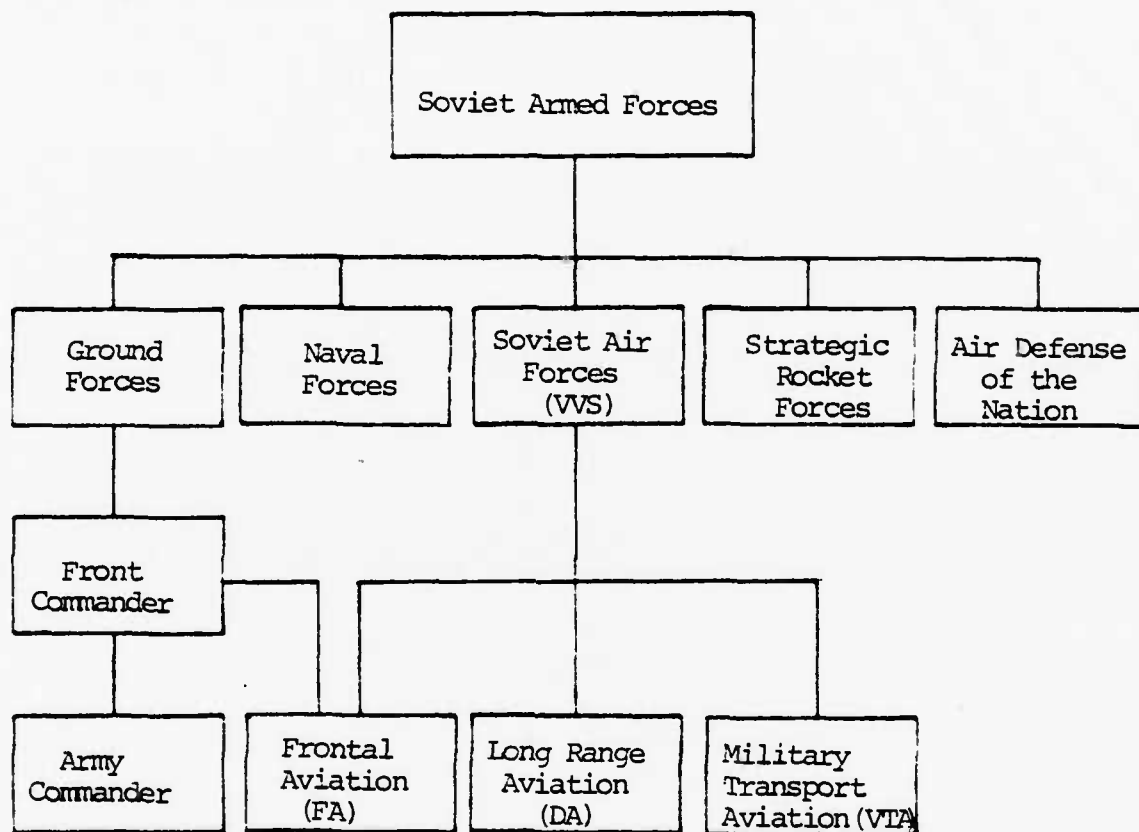 Soviet Armed Forces
Ground
Forces
Naval
Forces
Soviet Air
Forces
(VVS)
Strategic
Rocket
Forces
Air Defense
of the
Nation
Front
Commander
Army
Commander
Frontal
Aviation
(FA)
Long Range
Aviation
(DA)
Military
Transport
Aviation (VTA)